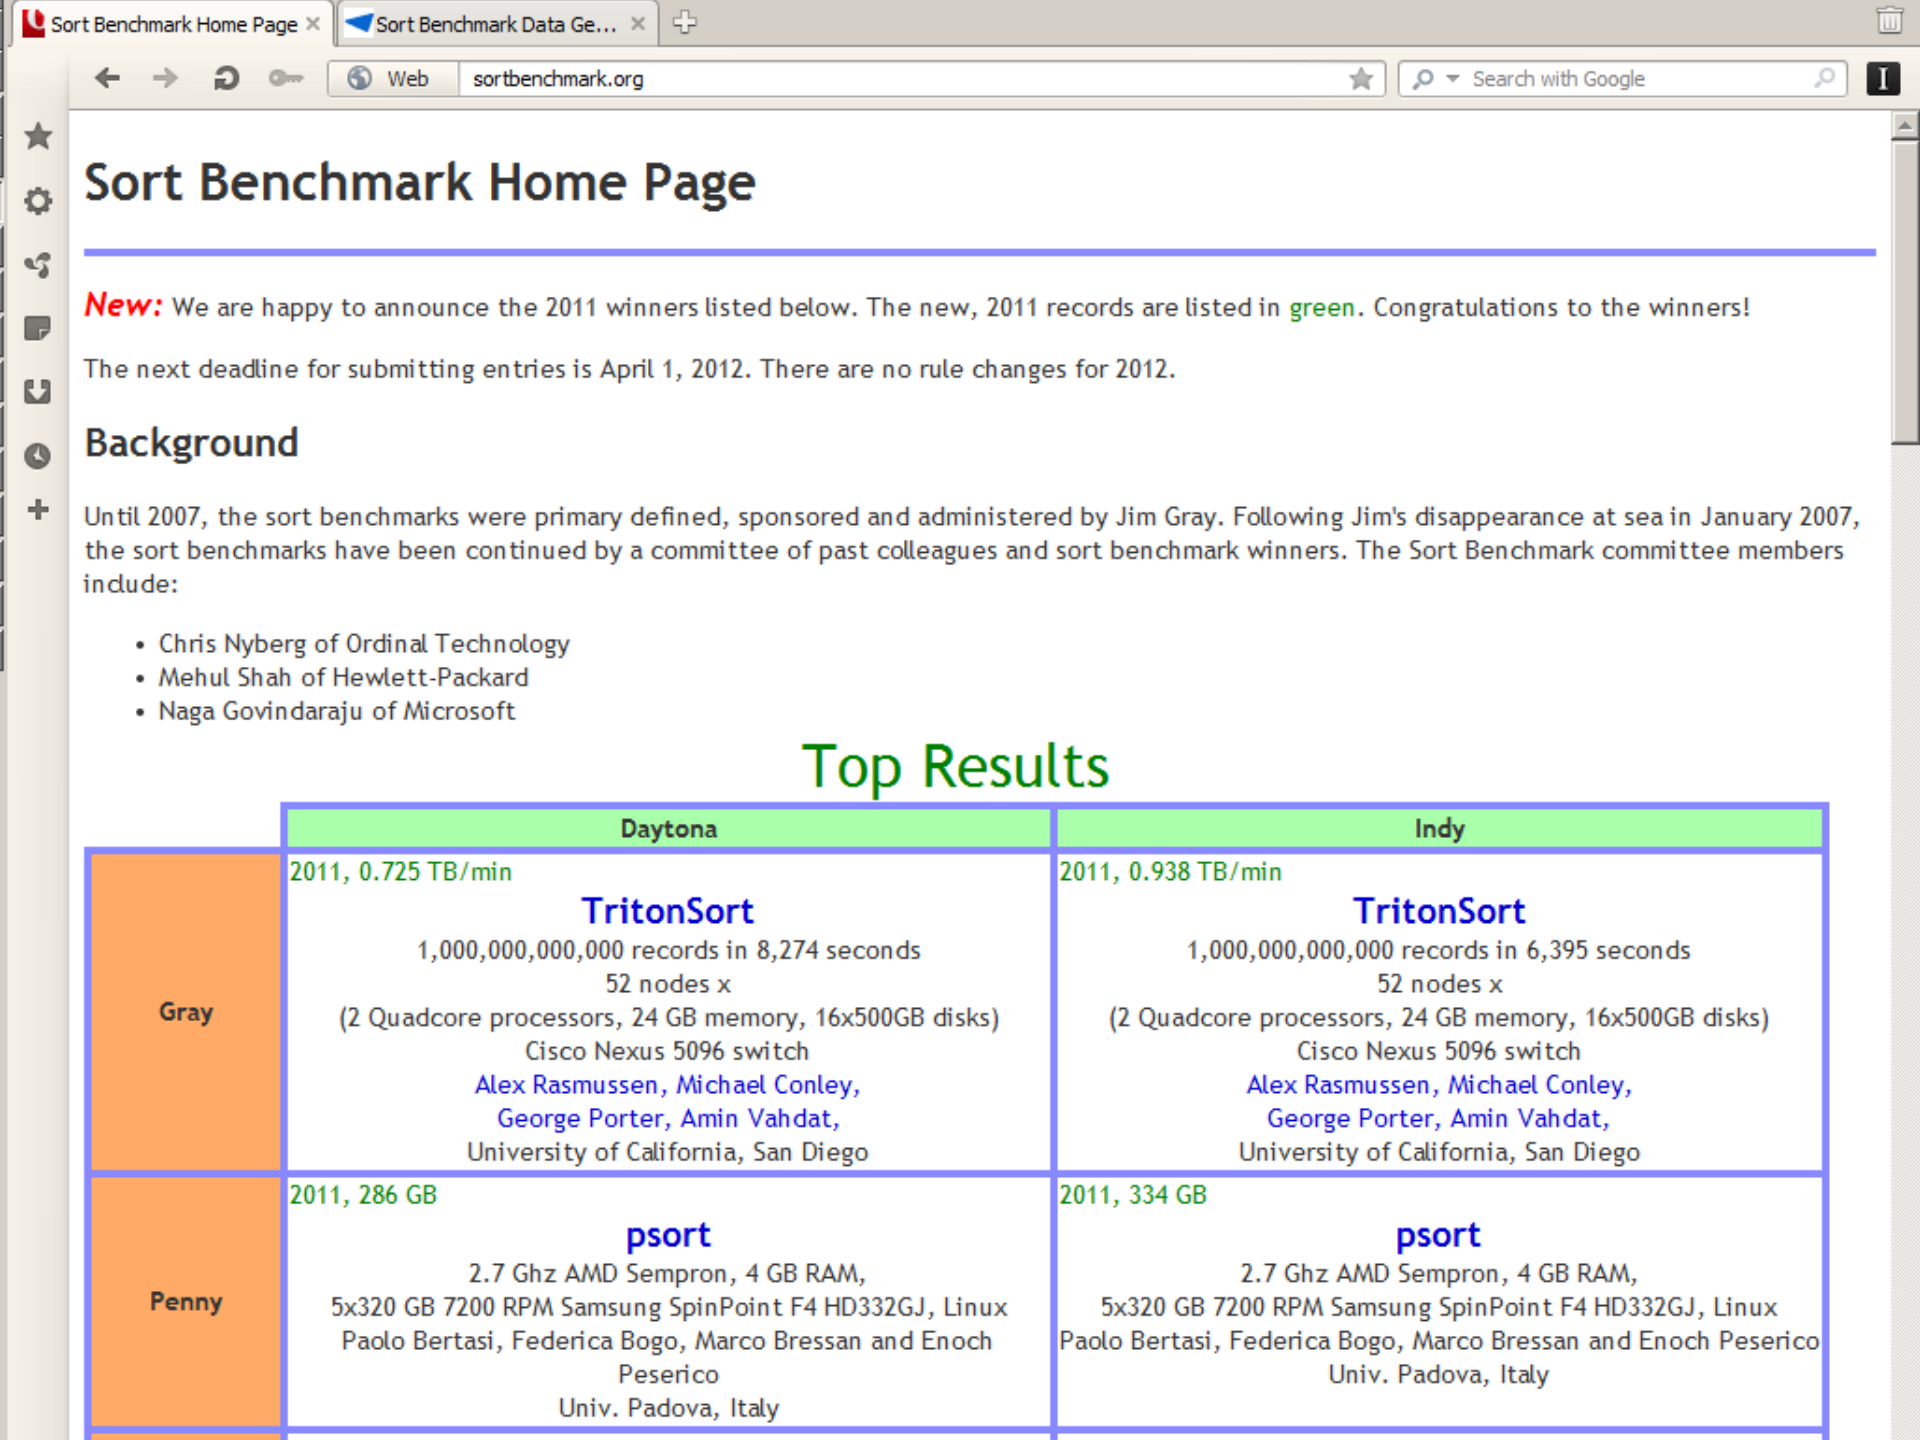 Sort Benchmark Home Page
Sort Benchmark Data Ge...
Web
sortbenchmark.org
Search with Google
Sort Benchmark Home Page
New: We are happy to announce the 2011 winners listed below. The new, 2011 records are listed in green. Congratulations to the winners!
The next deadline for submitting entries is April 1, 2012. There are no rule changes for 2012.
Background
Until 2007, the sort benchmarks were primary defined, sponsored and administered by Jim Gray. Following Jim's disappearance at sea in January 2007,
the sort benchmarks have been continued by a committee of past colleagues and sort benchmark winners. The Sort Benchmark committee members
include:
• Chris Nyberg of Ordinal Technology
• Mehul Shah of Hewlett-Packard
• Naga Govindaraju of Microsoft
Top Results
Daytona
Indy
Gray
2011, 0.725 TB/min
TritonSort
1,000,000,000,000 records in 8,274 seconds
52 nodes x
(2 Quadcore processors, 24 GB memory, 16x500GB disks)
Cisco Nexus 5096 switch
Alex Rasmussen, Michael Conley,
George Porter, Amin Vahdat,
University of California, San Diego
2011, 0.938 TB/min
TritonSort
1,000,000,000,000 records in 6,395 seconds
52 nodes x
(2 Quadcore processors, 24 GB memory, 16x500GB disks)
Cisco Nexus 5096 switch
Alex Rasmussen, Michael Conley,
George Porter, Amin Vahdat,
University of California, San Diego
Penny
2011, 286 GB
psort
2.7 Ghz AMD Sempron, 4 GB RAM,
5x320 GB 7200 RPM Samsung SpinPoint F4 HD332GJ, Linux
Paolo Bertasi, Federica Bogo, Marco Bressan and Enoch
Peserico
Univ. Padova, Italy
2011, 334 GB
psort
2.7 Ghz AMD Sempron, 4 GB RAM,
5x320 GB 7200 RPM Samsung SpinPoint F4 HD332GJ, Linux
Paolo Bertasi, Federica Bogo, Marco Bressan and Enoch Peserico
Univ. Padova, Italy